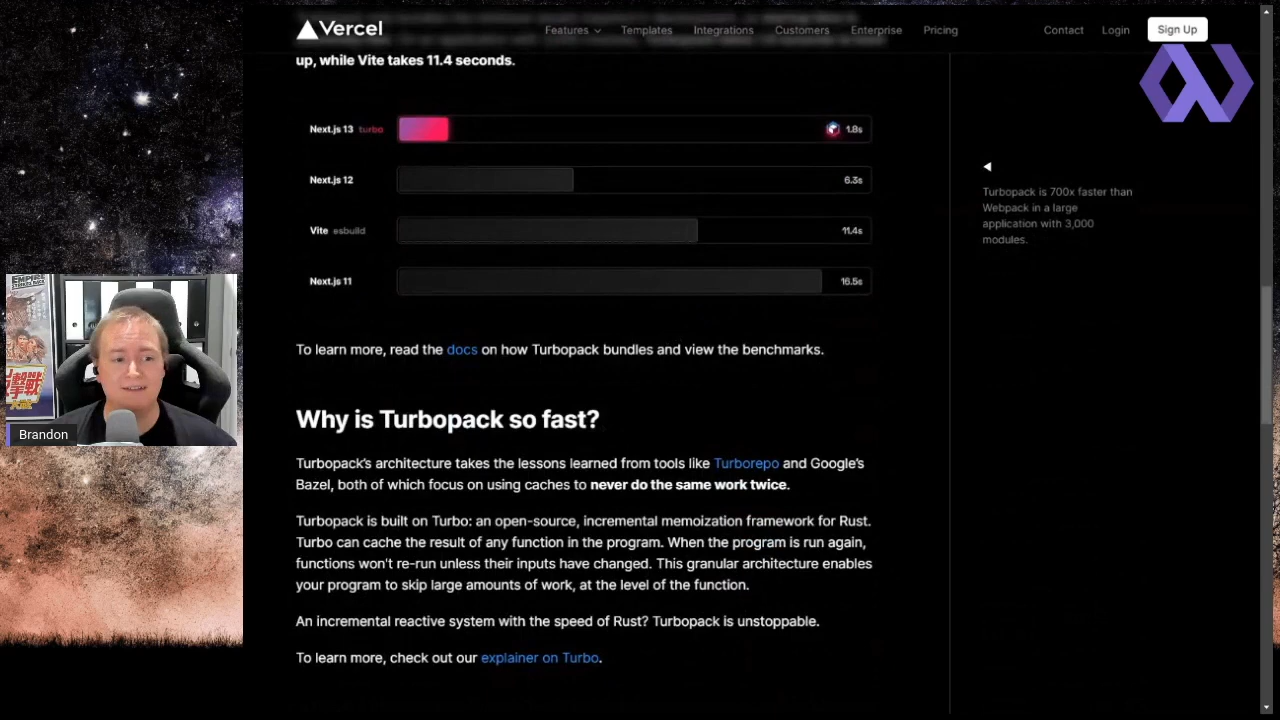 Vercel
Features
Templates
Integrations
Customers
Enterprise
Pricing
Contact
Login
Sign Up
up, while Vite takes 11.4 seconds.
Next.js 13 turbo
1.8s
Next.js 12
6.3s
Vite esbuild
11.4s
Next.js 11
16.5s
Turbopack is 700x faster than
Webpack in a large
application with 3,000
modules.
To learn more, read the docs on how Turbopack bundles and view the benchmarks.
Why is Turbopack so fast?
Turbopack's architecture takes the lessons learned from tools like Turborepo and Google's
Bazel, both of which focus on using caches to never do the same work twice.
Turbopack is built on Turbo: an open-source, incremental memoization framework for Rust.
Turbo can cache the result of any function in the program. When the program is run again,
functions won't re-run unless their inputs have changed. This granular architecture enables
your program to skip large amounts of work, at the level of the function.
An incremental reactive system with the speed of Rust? Turbopack is unstoppable.
To learn more, check out our explainer on Turbo.
EMPIRE
撃戦
Brandon